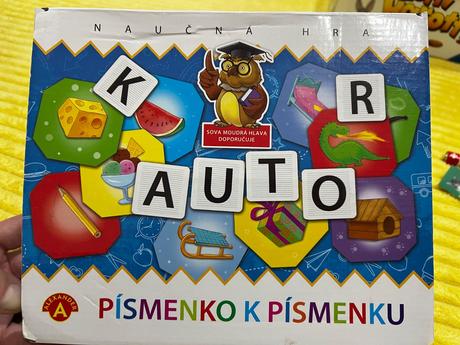 NAUČNÁ HRA
K
R
SOVA MOUDRÁ HLAVA
DOPORUČUJE
AUTO
ALEXANDER
A
PÍSMENKO K PÍSMENKU